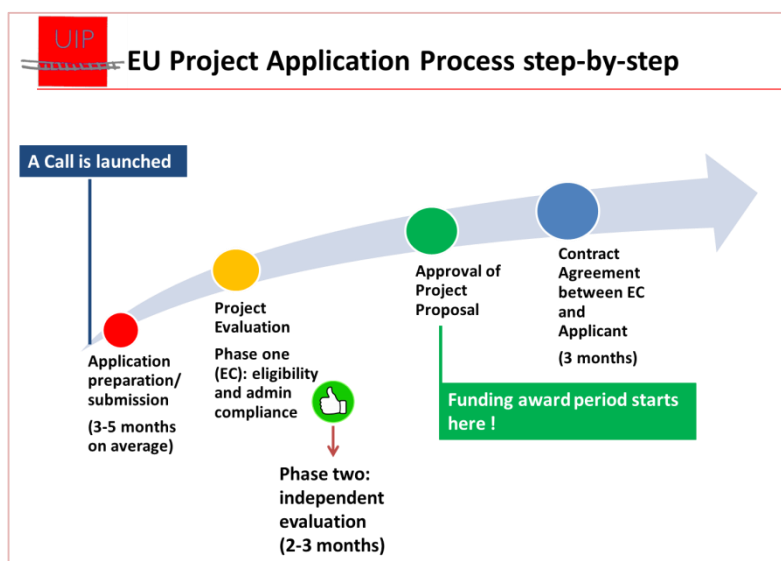 UIP
EU Project Application Process step-by-step
A Call is launched
Application
preparation/
submission
(3-5 months
on average)
Project
Evaluation
Phase one
(EC): eligibility
and admin
compliance
Phase two:
independent
evaluation
(2-3 months)
Approval of
Project
Proposal
Funding award period starts
here !
Contract
Agreement
between EC
and
Applicant
(3 months)